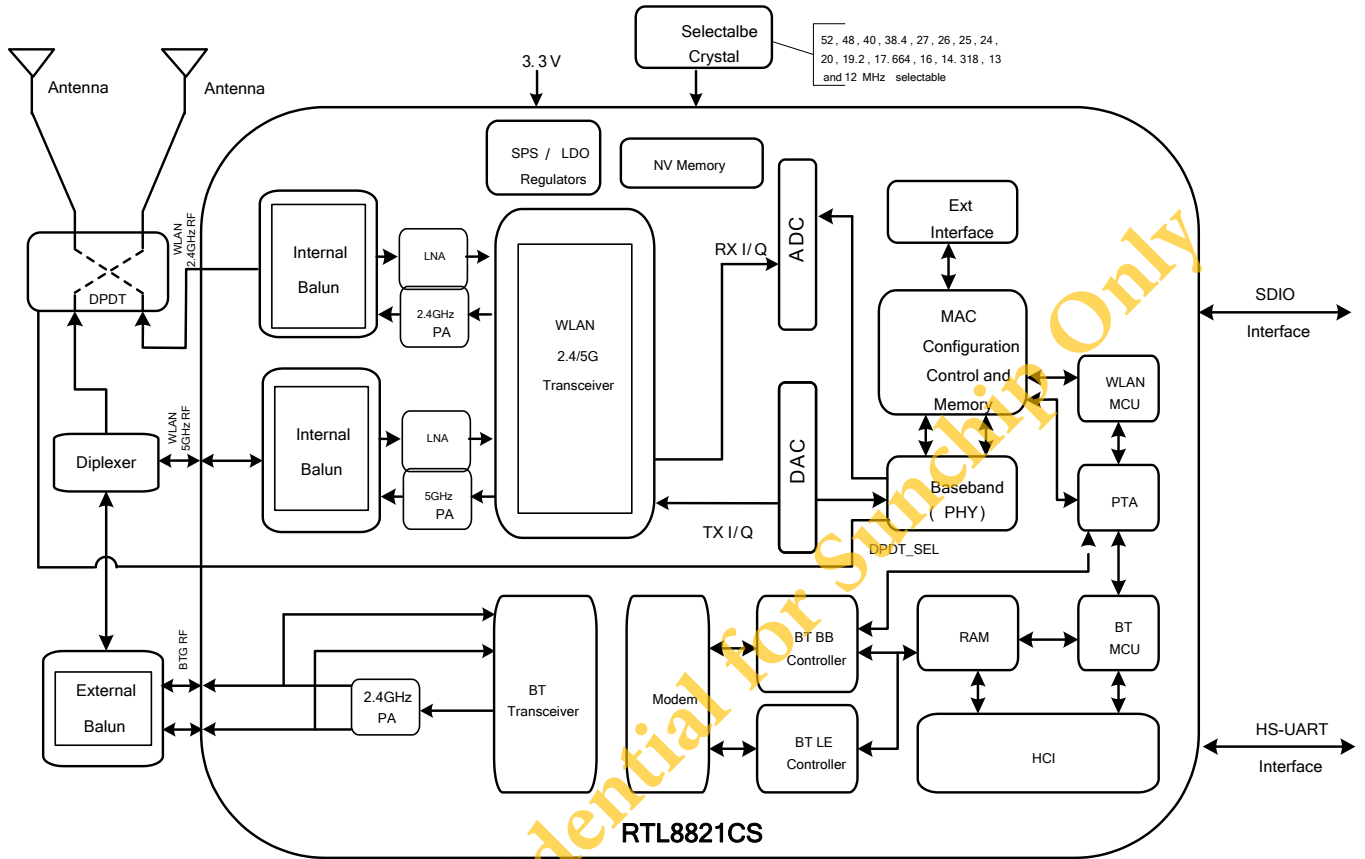 Selectalbe
Crystal
52, 48, 40, 38.4, 27, 26, 25, 24,
20, 19.2, 17.664, 16, 14.318, 13
and 12 MHz selectable
3.3V
Antenna
Antenna
SPS / LDO
Regulators
NV Memory
WLAN
2.4GHz RF
DPDT
Internal
Balun
LNA
2.4GHz
PA
WLAN
2.4/5G
Transceiver
RX I/Q
ADC
Ext
Interface
MAC
Configuration
Control and
Memory
WLAN
MCU
SDIO
Interface
Diplexer
WLAN
5GHz RF
Internal
Balun
LNA
5GHz
PA
TX I/Q
DAC
Baseband
( PHY)
PTA
DPDT_SEL
External
Balun
BTG RF
2.4GHz
PA
BT
Transceiver
Modem
BT BB
Controller
BT LE
Controller
RAM
BT
MCU
HCI
HS-UART
Interface
RTL8821CS
dential for Sunchip Only